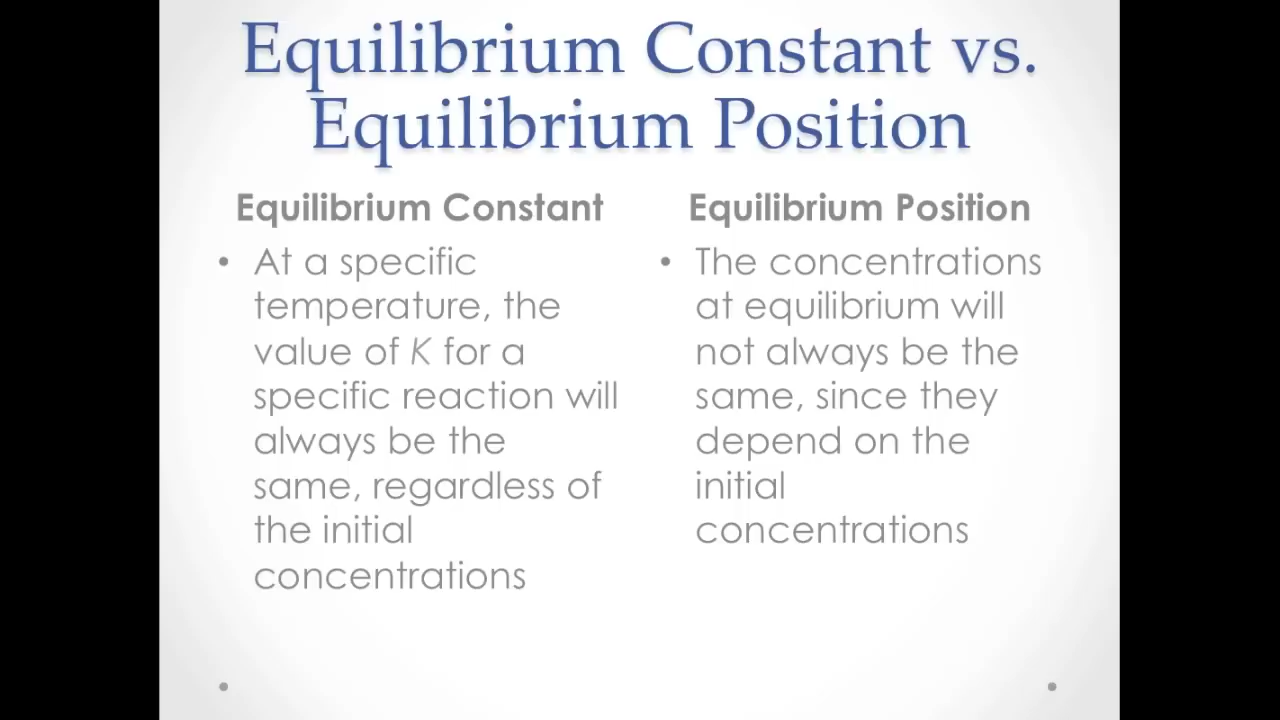 Equilibrium Constant vs.
Equilibrium Position
Equilibrium Constant
• At a specific
temperature, the
value of K for a
specific reaction will
always be the
same, regardless of
the initial
concentrations
Equilibrium Position
• The concentrations
at equilibrium will
not always be the
same, since they
depend on the
initial
concentrations